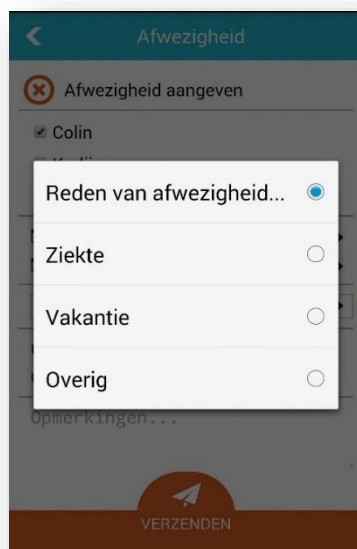 Afwezigheid
Afwezigheid aangeven
Colin
Reden van afwezigheid...
Ziekte
Vakantie
Overig
Opmerkingen...
VERZENDEN